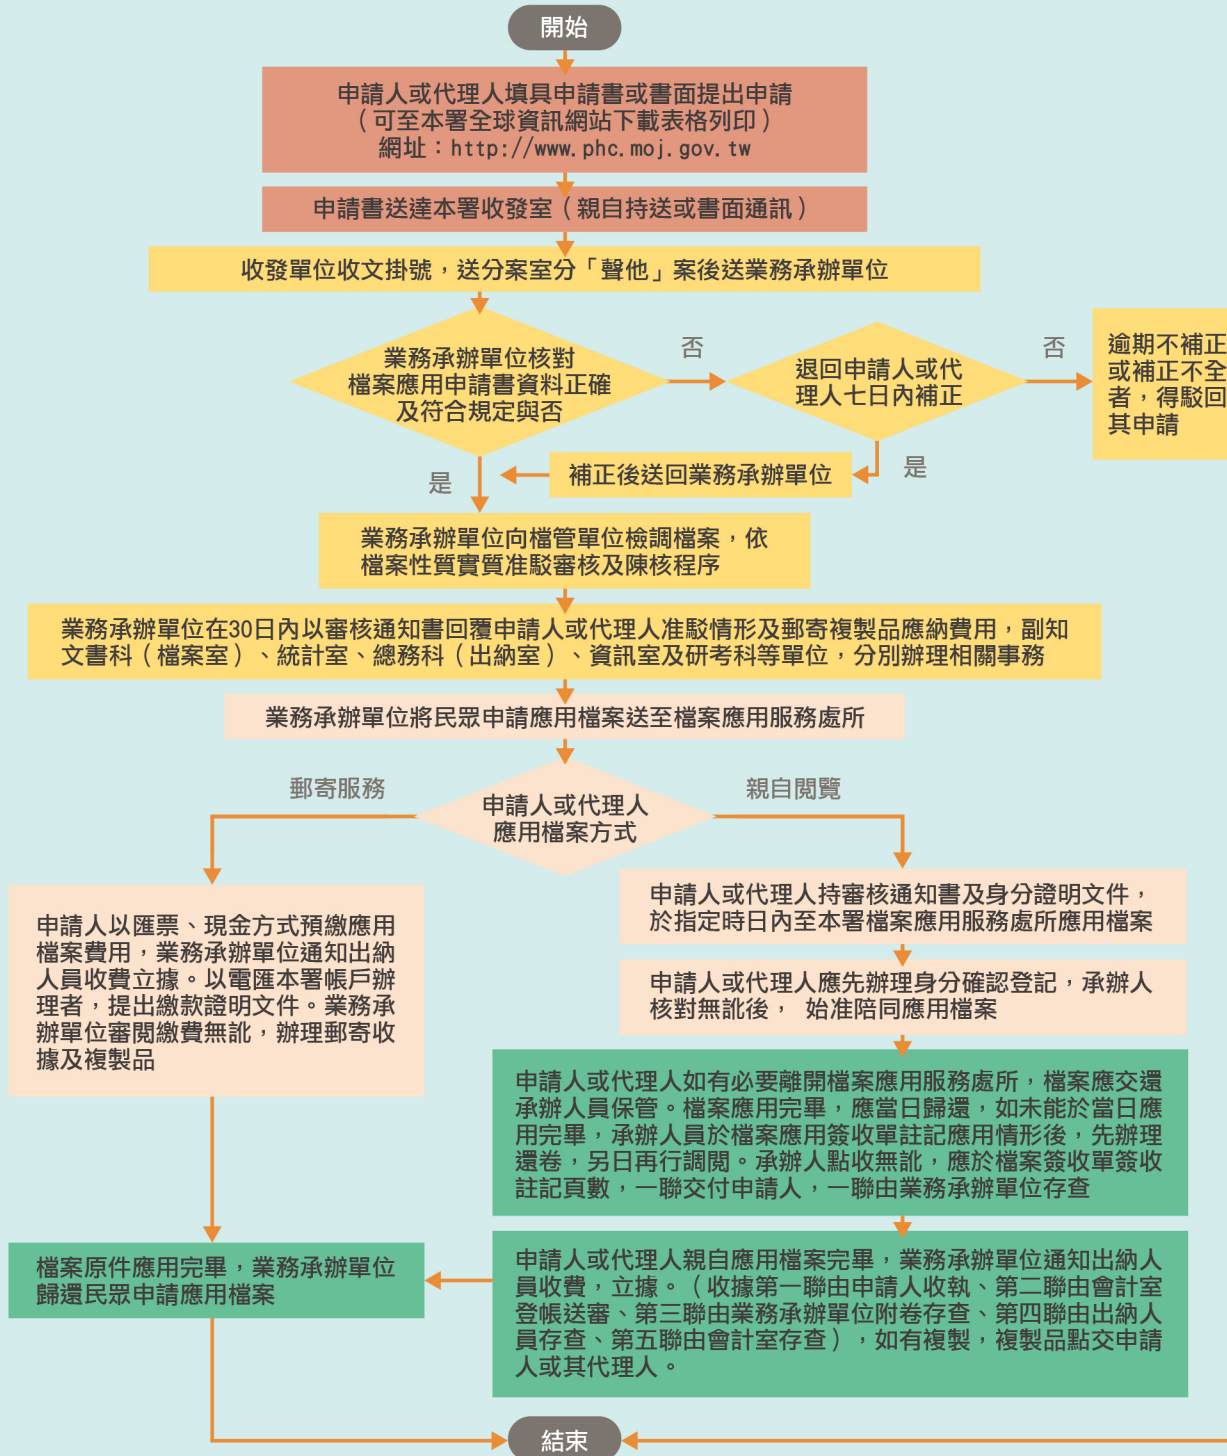 開始
申請人或代理人填具申請書或書面提出申請
（可至本署全球資訊網站下載表格列印）
網址：http://www.phc.moj.gov.tw
申請書送達本署收發室（親自持送或書面通訊）
收發單位收文掛號，送分案室分「聲他」案後送業務承辦單位
業務承辦單位核對
檔案應用申請書資料正確
及符合規定與否
否
退回申請人或代
理人七日內補正
否
逾期不補正
或補正不全
者，得駁回
其申請
是
補正後送回業務承辦單位
是
業務承辦單位向檔管單位檢調檔案，依
檔案性質實質准駁審核及陳核程序
業務承辦單位在30日內以審核通知書回覆申請人或代理人准駁情形及郵寄複製品應納費用，副知
文書科（檔案室）、統計室、總務科（出納室）、資訊室及研考科等單位，分別辦理相關事務
業務承辦單位將民眾申請應用檔案送至檔案應用服務處所
郵寄服務
申請人或代理人
應用檔案方式
親自閲覽
申請人以匯票、現金方式預繳應用
檔案費用，業務承辦單位通知出納
人員收費立據。以電匯本署帳戶辦
理者，提出繳款證明文件。業務承
辦單位審閱繳費無訛，辦理郵寄收
據及複製品
申請人或代理人持審核通知書及身分證明文件，
於指定時日內至本署檔案應用服務處所應用檔案
申請人或代理人應先辦理身分確認登記，承辦人
核對無訛後， 始准陪同應用檔案
申請人或代理人如有必要離開檔案應用服務處所，檔案應交還
承辦人員保管。檔案應用完畢，應當日歸還，如未能於當日應
用完畢，承辦人員於檔案應用簽收單註記應用情形後，先辦理
還卷，另日再行調閱。承辦人點收無訛，應於檔案簽收單簽收
註記頁數，一聯交付申請人，一聯由業務承辦單位存查
檔案原件應用完畢，業務承辦單位
歸還民眾申請應用檔案
申請人或代理人親自應用檔案完畢，業務承辦單位通知出納人
員收費，立據。（收據第一聯由申請人收執、第二聯由會計室
登帳送審、第三聯由業務承辦單位附卷存查、第四聯由出納人
員存查、第五聯由會計室存查），如有複製，複製品點交申請
人或其代理人。
結束